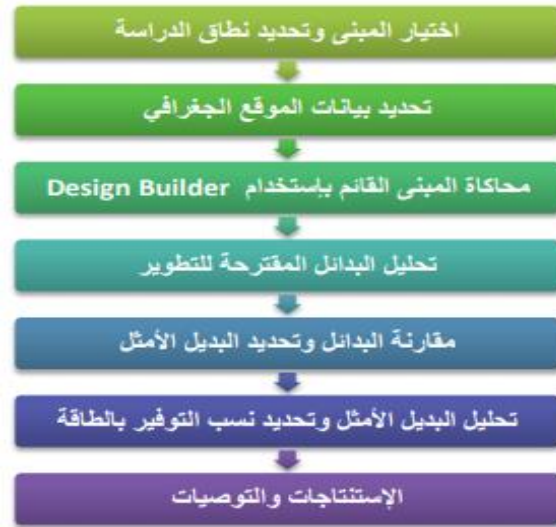 اختيار المبنى وتحديد نطاق الدراسة
تحديد بيانات الموقع الجغرافي
محاكاة المبنى القائم بإستخدام Design Builder
تحليل البدائل المقترحة للتطوير
مقارنة البدائل وتحديد البديل الأمثل
تحليل البديل الأمثل وتحديد نسب التوفير بالطاقة
الإستنتاجات والتوصيات